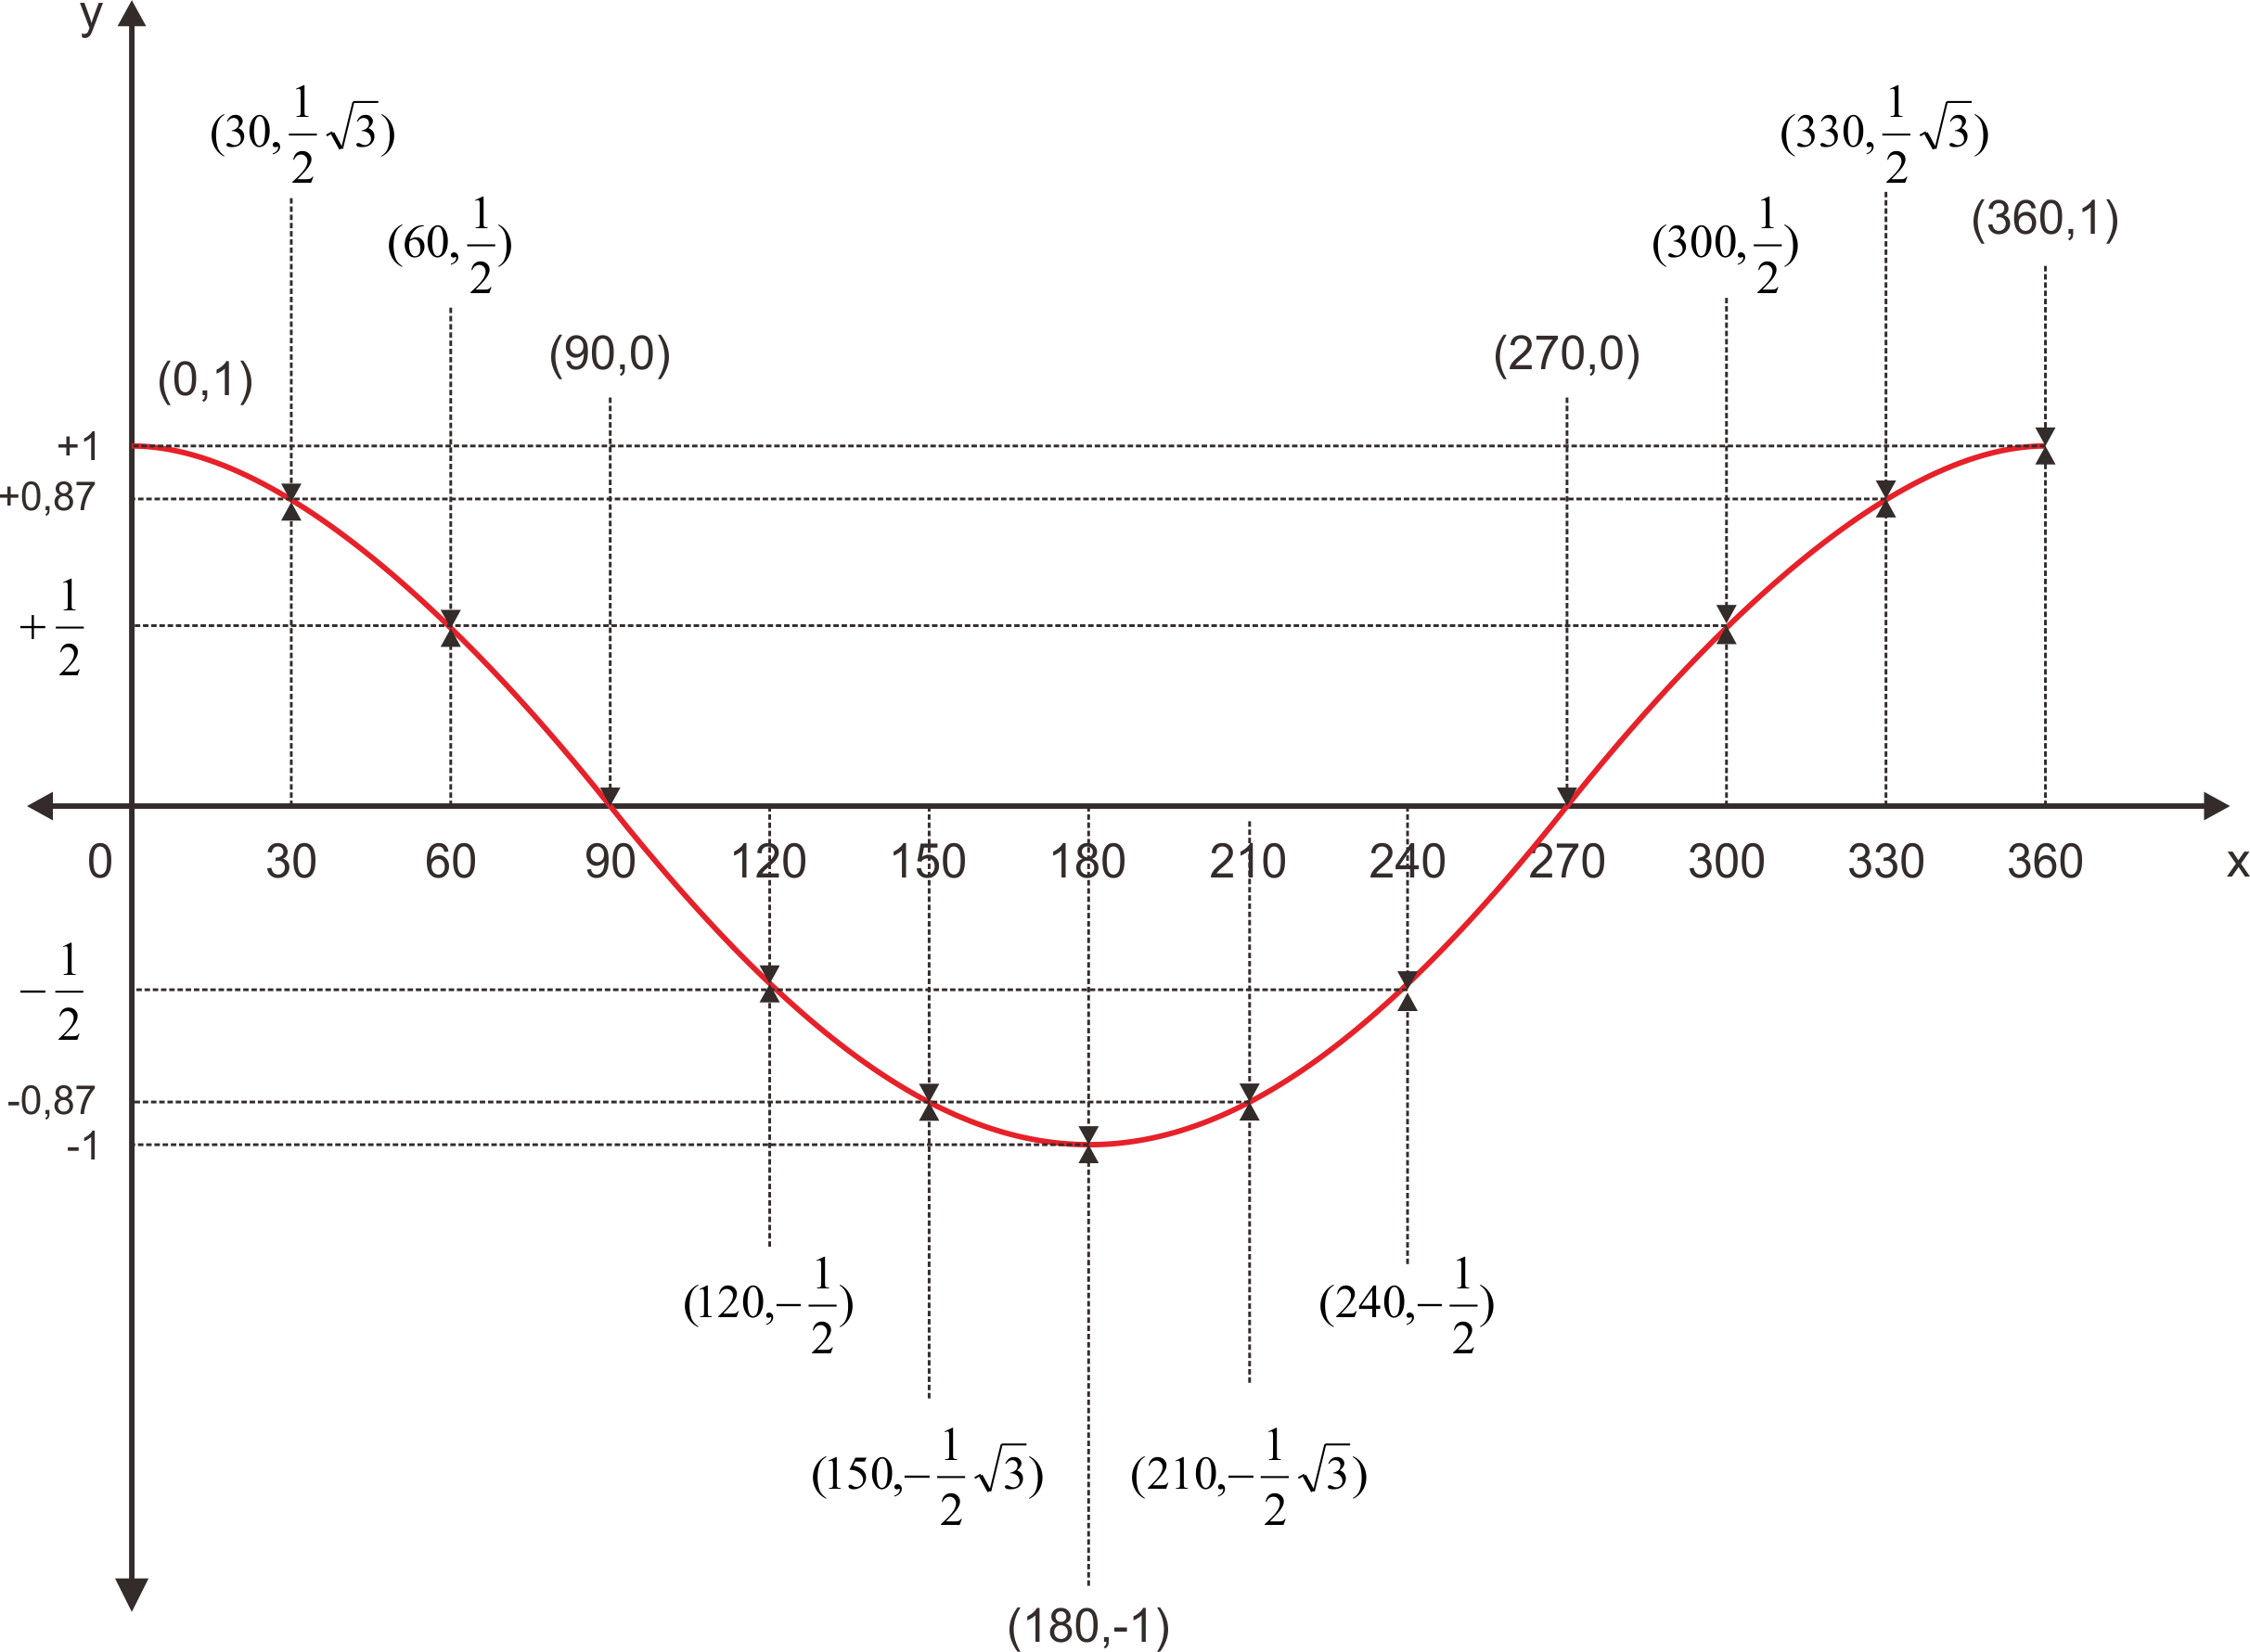 y
(30, 1/2 √3)
(330, 1/2 √3)
(60, 1/2)
(300, 1/2)
(360,1)
(90,0)
(270,0)
(0,1)
+1
+0,87
+ 1/2
0 30 60 90 120 150 180 210 240 270 300 330 360 x
- 1/2
-0,87
-1
(120,- 1/2)
(240,- 1/2)
(150,- 1/2 √3)
(210,- 1/2 √3)
(180,-1)